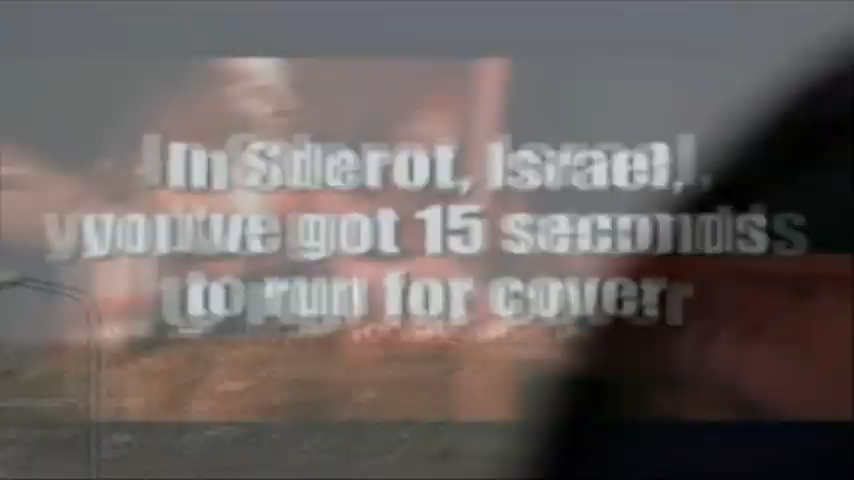 In Sderot, Israel,
you've got 15 seconds
to run for cover